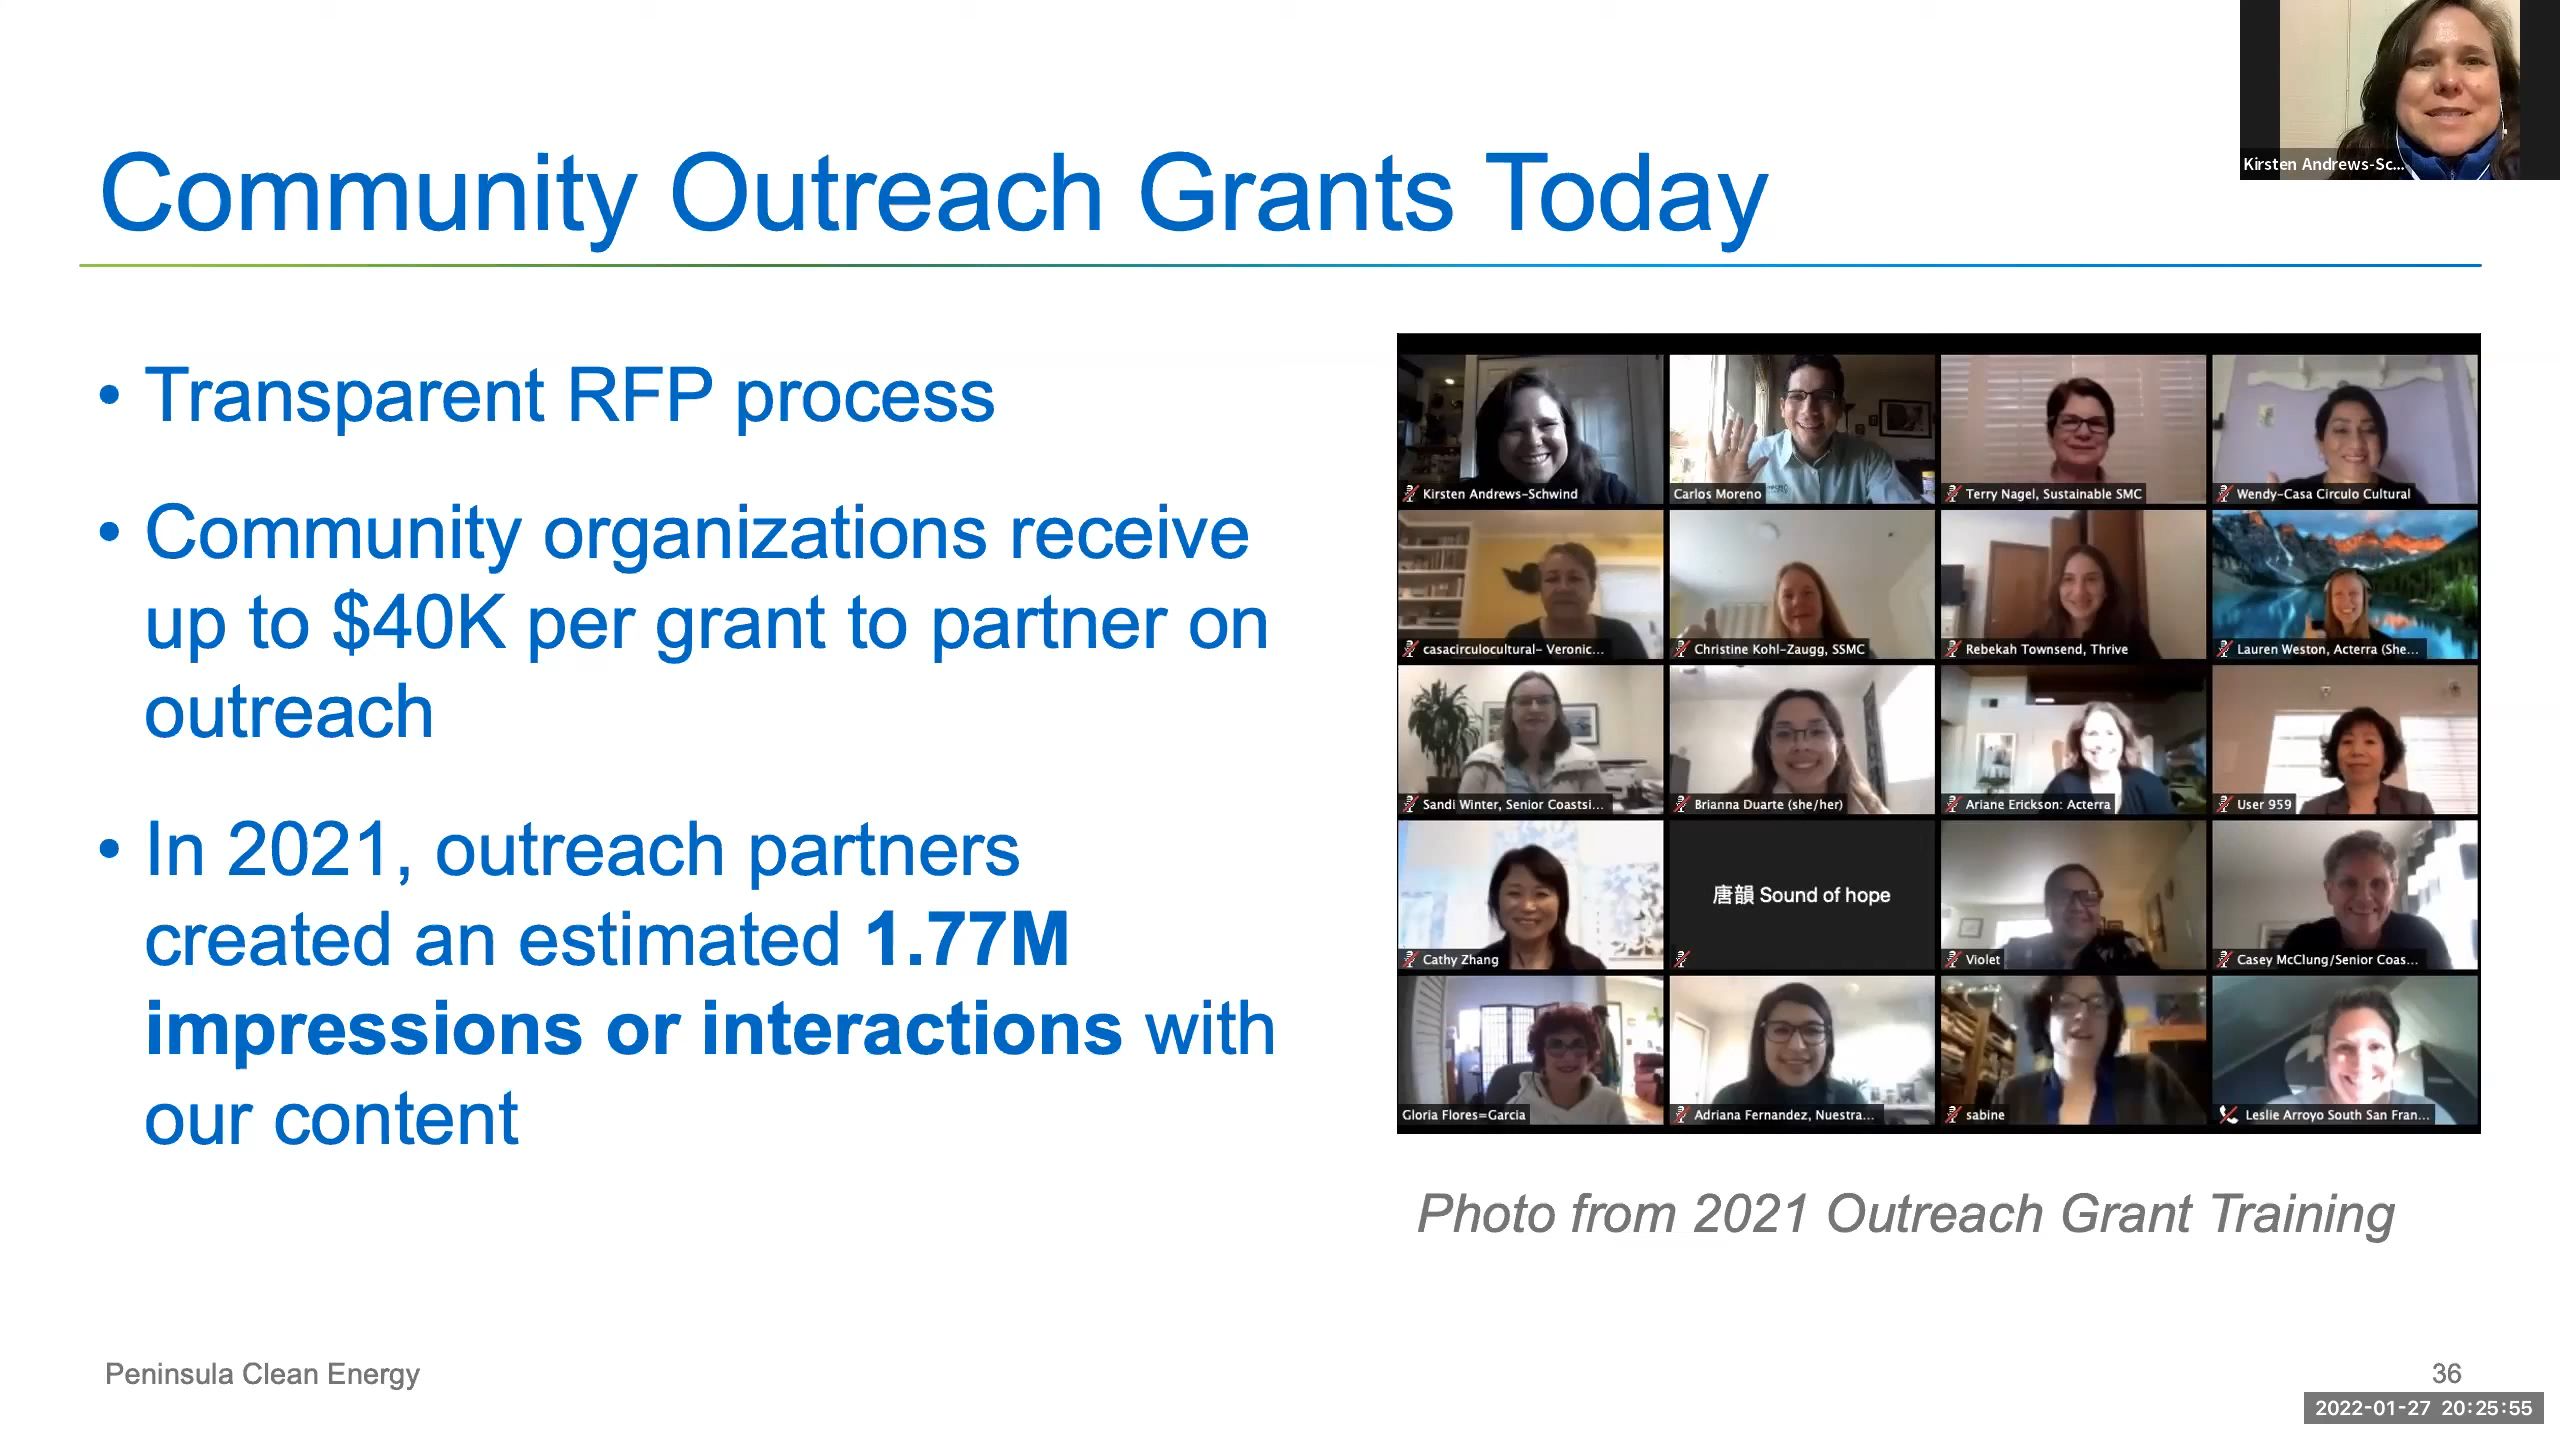 Kirsten Andrews-Sc...
Community Outreach Grants Today
• Transparent RFP process
• Community organizations receive
up to $40K per grant to partner on
outreach
• In 2021, outreach partners
created an estimated 1.77M
impressions or interactions with
our content
Kirsten Andrews-Schwind
Carlos Moreno
Terry Nagel, Sustainable SMC
Wendy-Casa Circulo Cultural
casacirculocultural- Veronic...
Christine Kohl-Zaugg, SSMC
Rebekah Townsend, Thrive
Lauren Weston, Acterra (She...
Sandi Winter, Senior Coastsi...
Brianna Duarte (she/her)
Ariane Erickson: Acterra
User 959
Cathy Zhang
唐韻 Sound of hope
Violet
Casey McClung/Senior Coas...
Gloria Flores=Garcia
Adriana Fernandez, Nuestra...
sabine
Leslie Arroyo South San Fran...
Photo from 2021 Outreach Grant Training
Peninsula Clean Energy
36
2022-01-27 20:25:55